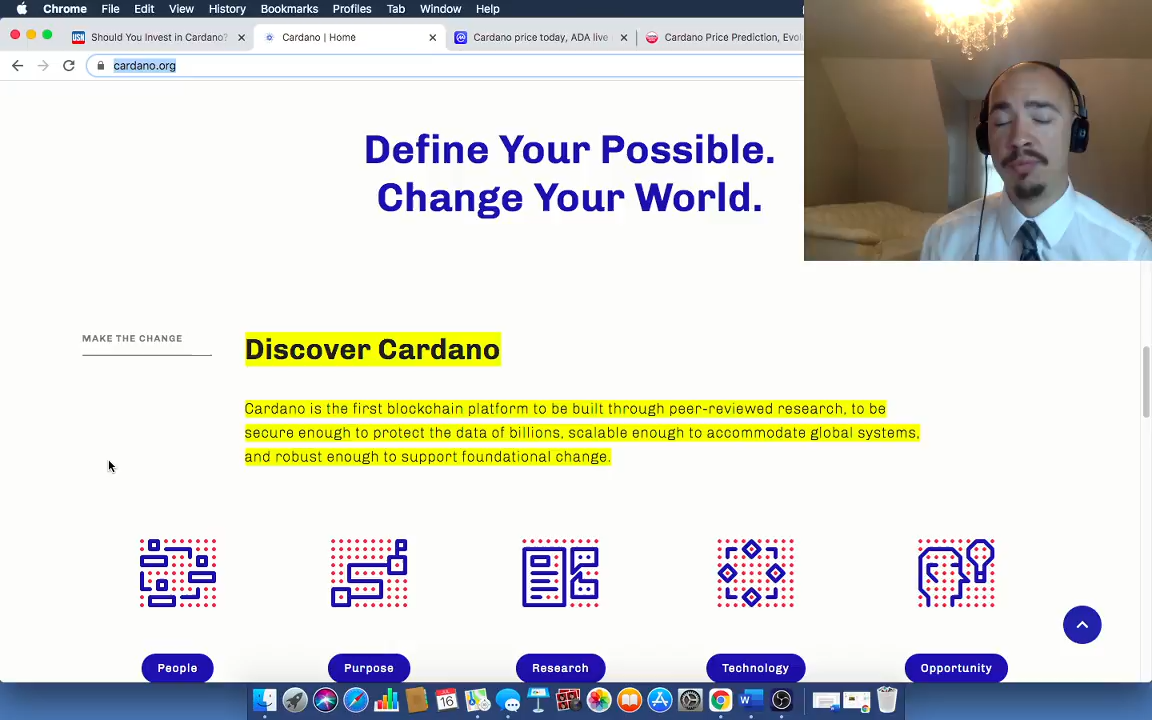 Chrome File Edit View History Bookmarks Profiles Tab Window Help
USN Should You Invest in Cardano?
Cardano | Home
Cardano price today, ADA live
Cardano Price Prediction, Evol
cardano.org
Define Your Possible.
Change Your World.
MAKE THE CHANGE
Discover Cardano
Cardano is the first blockchain platform to be built through peer-reviewed research, to be
secure enough to protect the data of billions, scalable enough to accommodate global systems,
and robust enough to support foundational change.
People
Purpose
Research
Technology
Opportunity
16